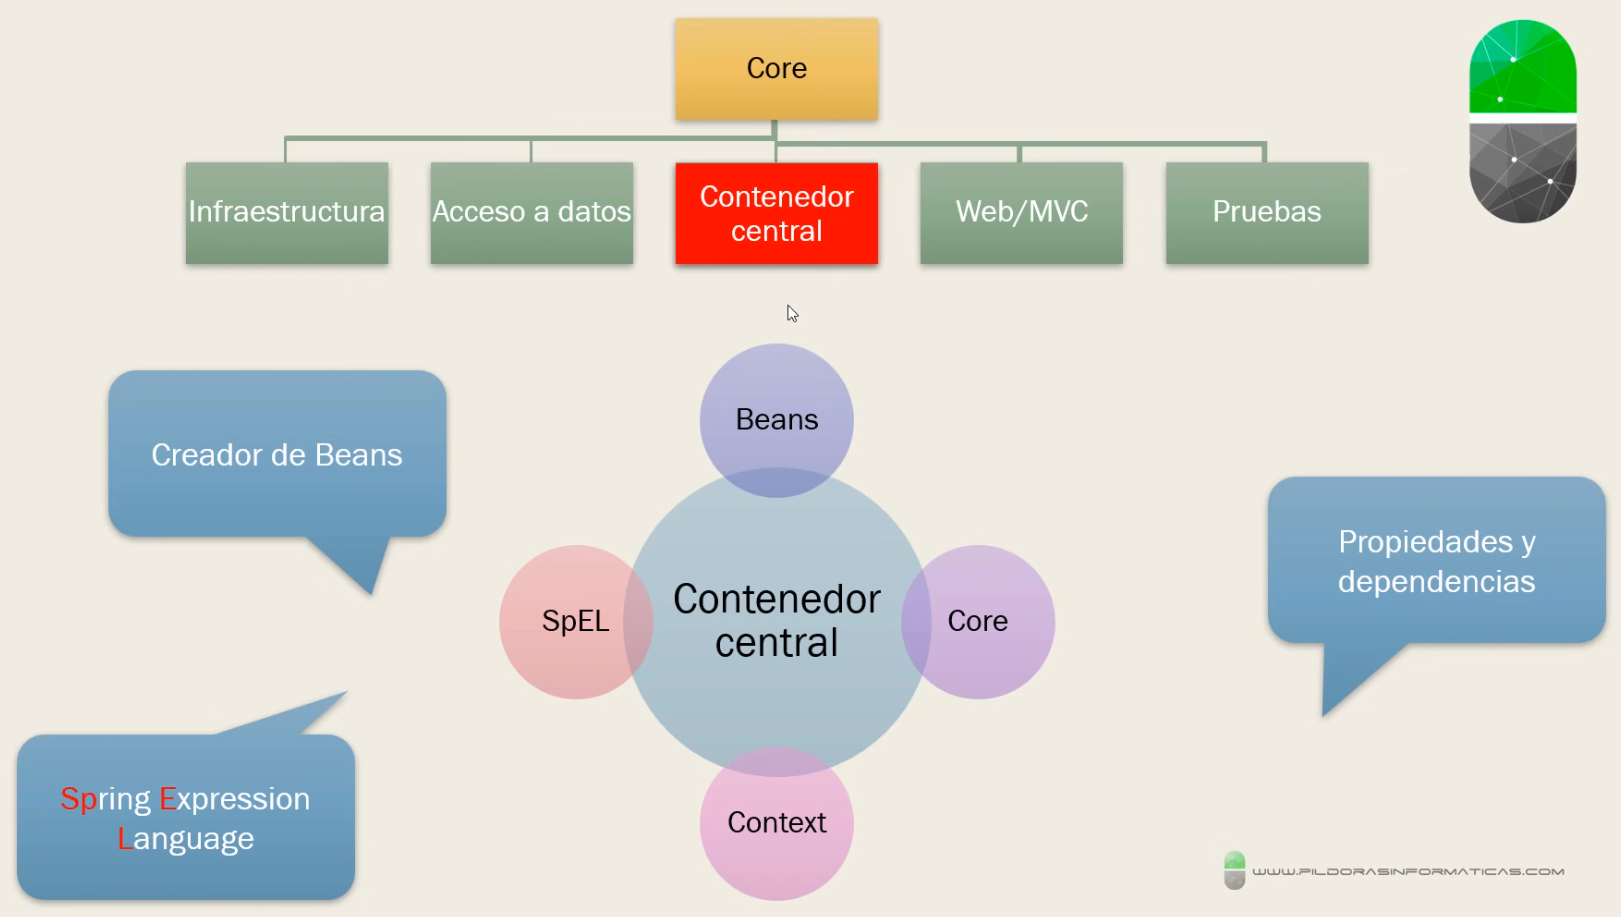 Core
Infraestructura
Acceso a datos
Contenedor
central
Web/MVC
Pruebas
Beans
Creador de Beans
Propiedades y
dependencias
SpEL
Contenedor
central
Core
Spring Expression
Language
Context
WWW.PILDORASINFORMATICAS.COM